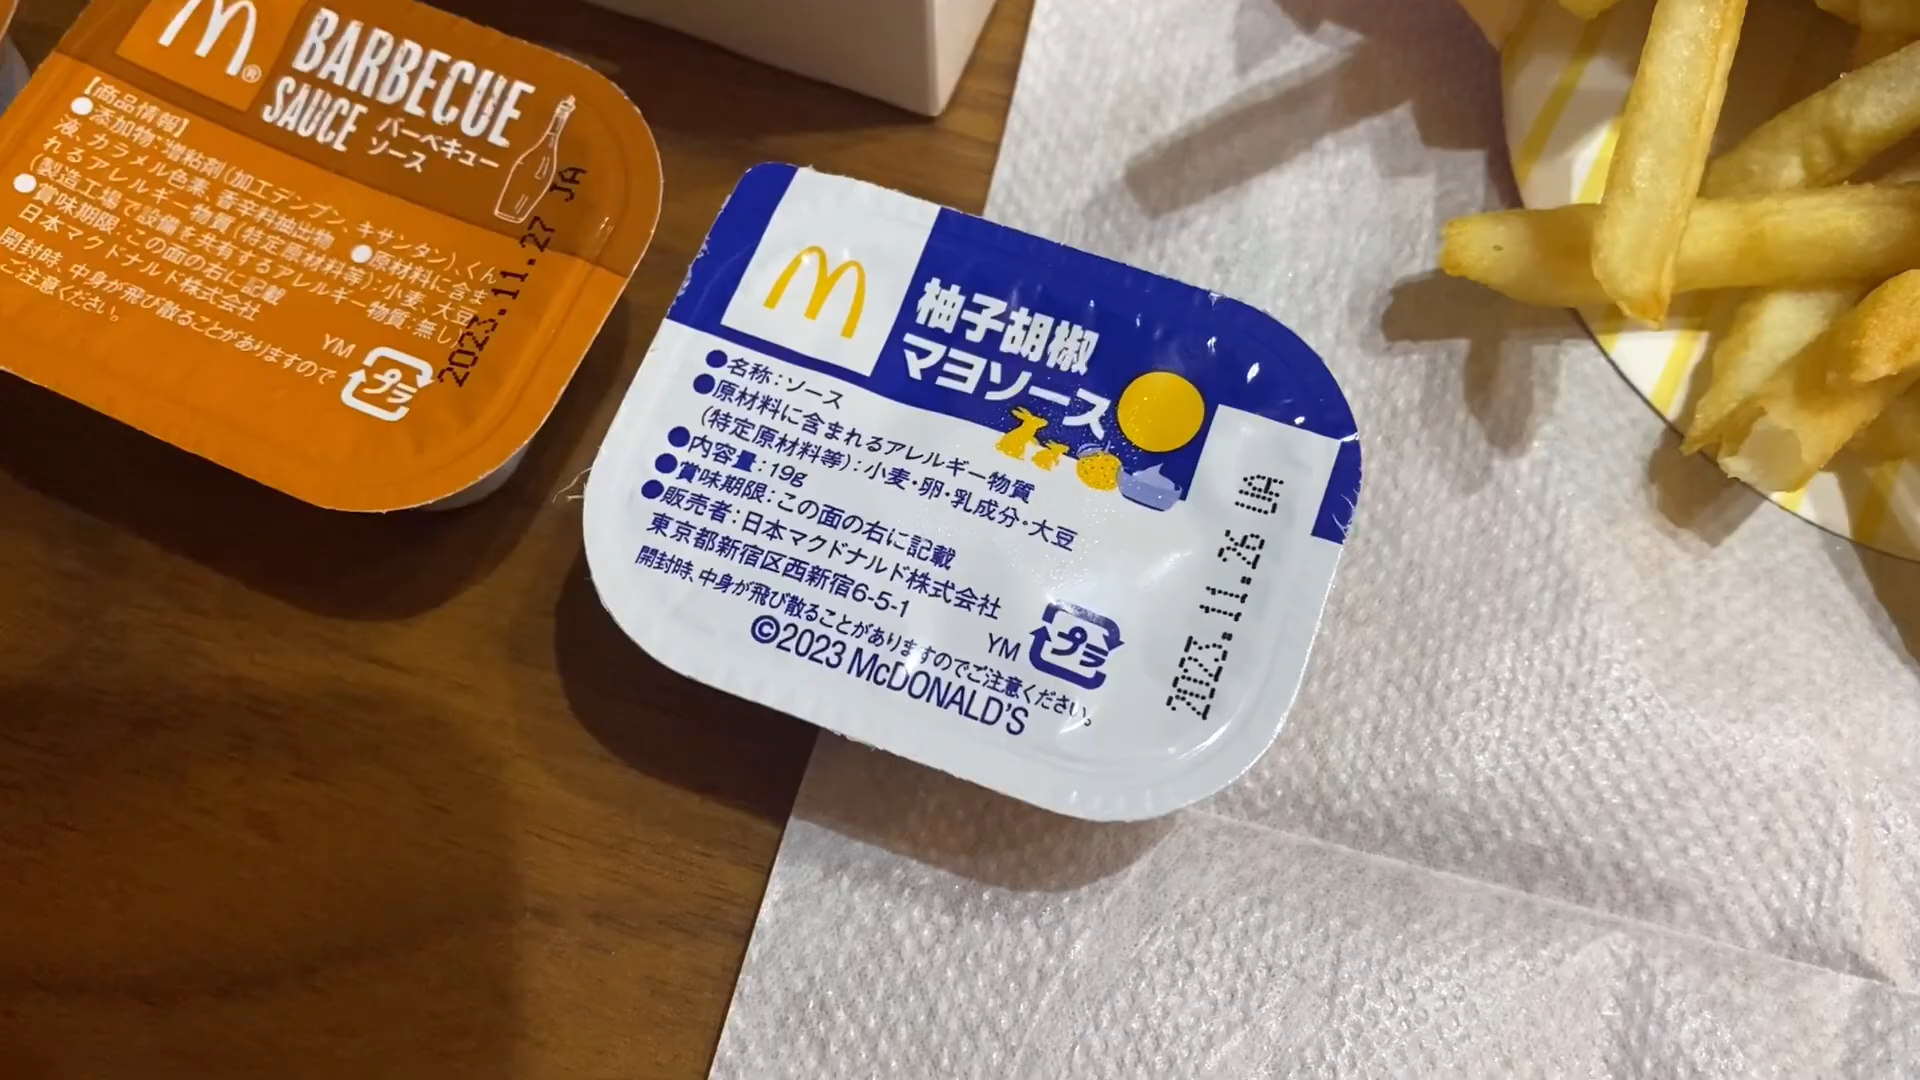 BARBECUE
SAUCE
バーベキュー
ソース
【商品情報】
●添加物:増粘剤(加工デンプン、キサンタン)、くん
液、カラメル色素、香辛料抽出物 ●原材料に含ま
れるアレルギー物質(特定原材料等):小麦、大豆
(製造工場で設備を共有するアレルギー物質:無し)
●賞味期限:この面の右に記載
日本マクドナルド株式会社
開封時、中身が飛び散ることがありますので
ご注意ください。
YM
プラ
2023.11.27 JA
柚子胡椒
マヨソース
●名称:ソース
●原材料に含まれるアレルギー物質
(特定原材料等):小麦・卵・乳成分・大豆
●内容量:19g
●賞味期限:この面の右に記載
●販売者:日本マクドナルド株式会社
東京都新宿区西新宿6-5-1
開封時、中身が飛び散ることがありますのでご注意ください。
©2023 McDONALD'S
YM
プラ
2023.11.26 UA